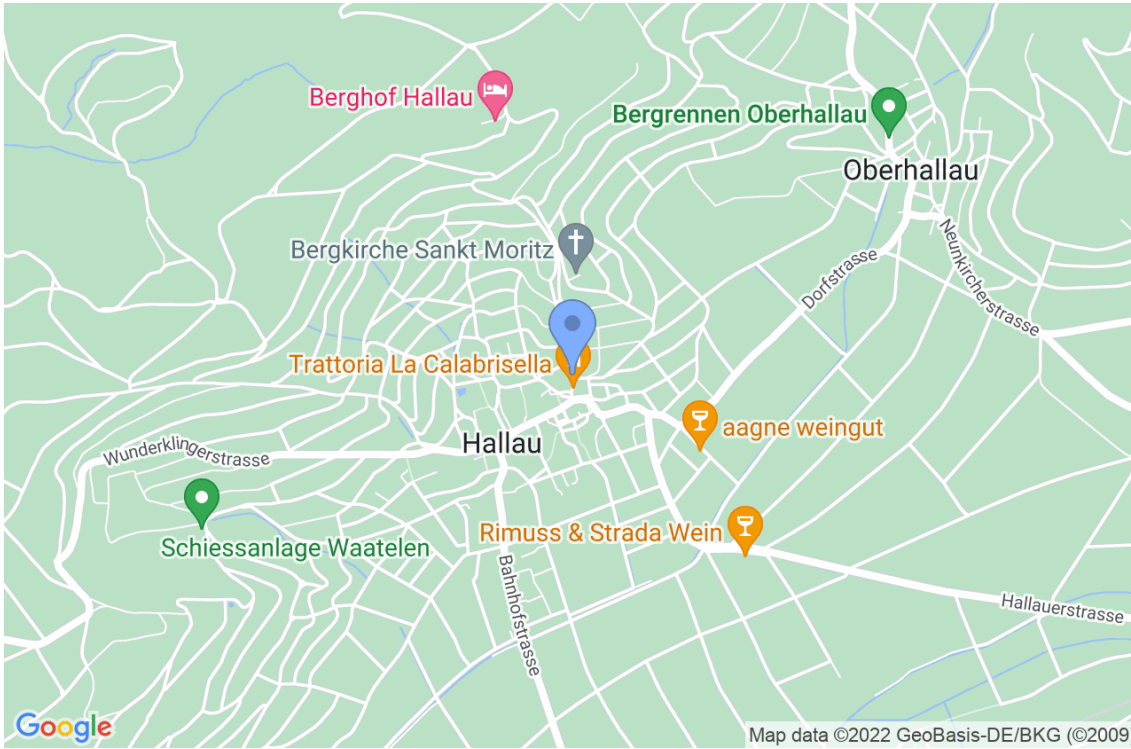 Berghof Hallau
Bergrennen Oberhallau
Oberhallau
Bergkirche Sankt Moritz
Neunkircherstrasse
Dorfstrasse
Trattoria La Calabrisella
aagne weingut
Hallau
Wunderklingerstrasse
Rimuss & Strada Wein
Schiessanlage Waatelen
Bahnhofstrasse
Hallauerstrasse
Google
Map data ©2022 GeoBasis-DE/BKG (©2009